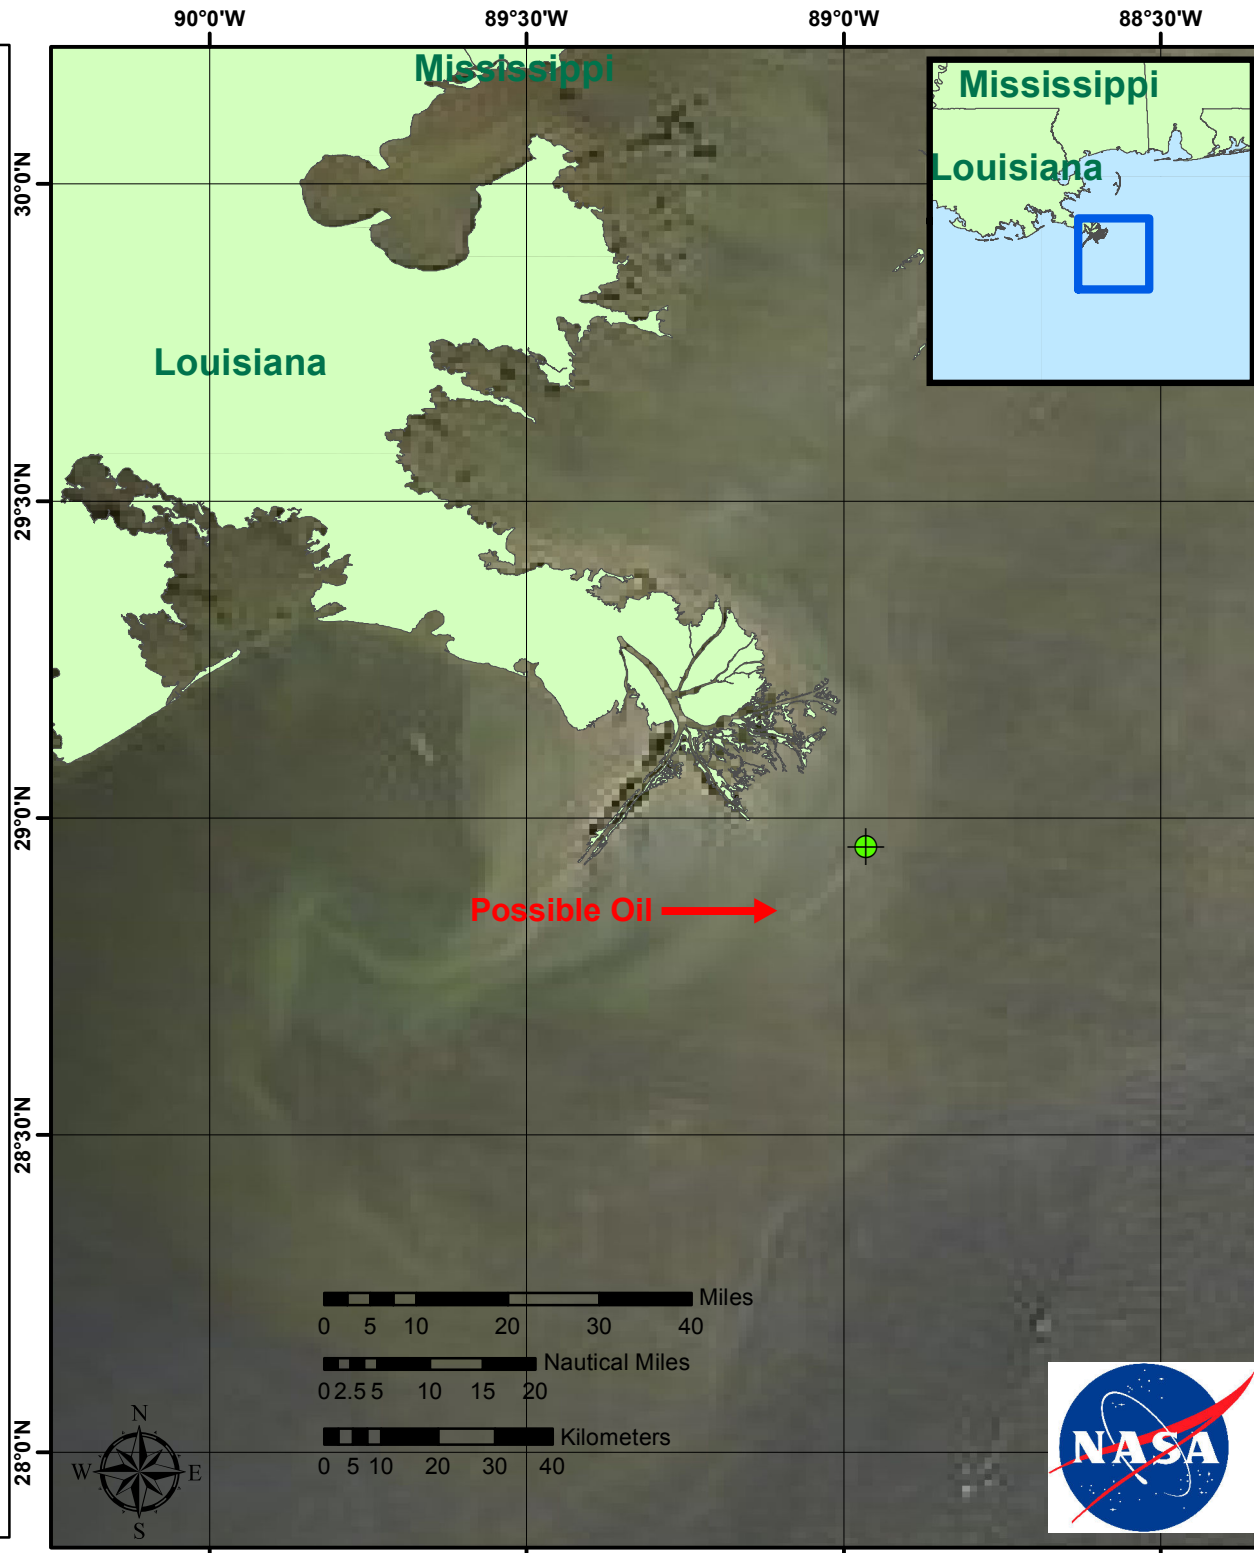 90°0'W 89°30'W 89°0'W 88°30'W
Mississippi
Mississippi
Louisiana
30°0'N
Louisiana
29°30'N
29°0'N
Possible Oil
28°30'N
Miles
0 5 10 20 30 40
Nautical Miles
0 2.5 5 10 15 20
Kilometers
0 5 10 20 30 40
N
W E
S
28°0'N
NASA